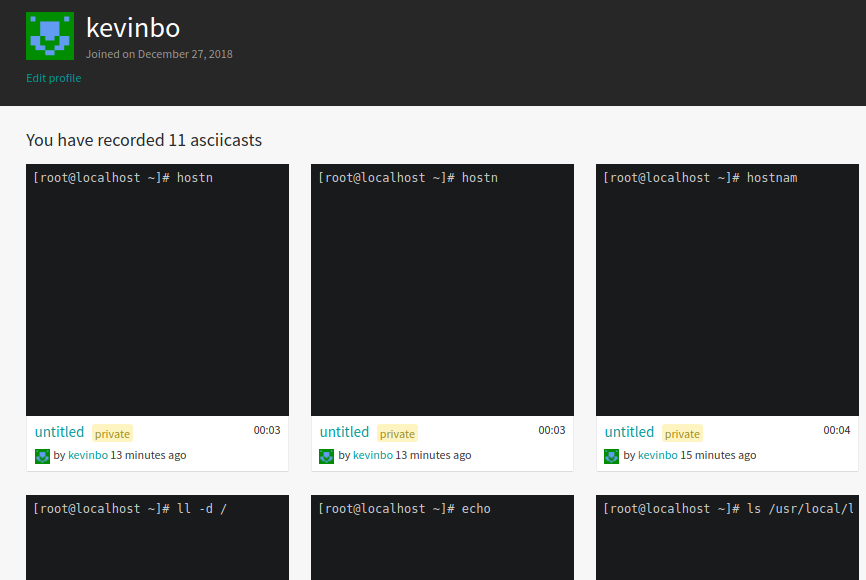 kevinbo
Joined on December 27, 2018
Edit profile
You have recorded 11 asciicasts
[root@localhost ~]# hostn
[root@localhost ~]# hostn
[root@localhost ~]# hostnam
untitled private 00:03
by kevinbo 13 minutes ago
untitled private 00:03
by kevinbo 13 minutes ago
untitled private 00:04
by kevinbo 15 minutes ago
[root@localhost ~]# ll -d /
[root@localhost ~]# echo
[root@localhost ~]# ls /usr/local/l